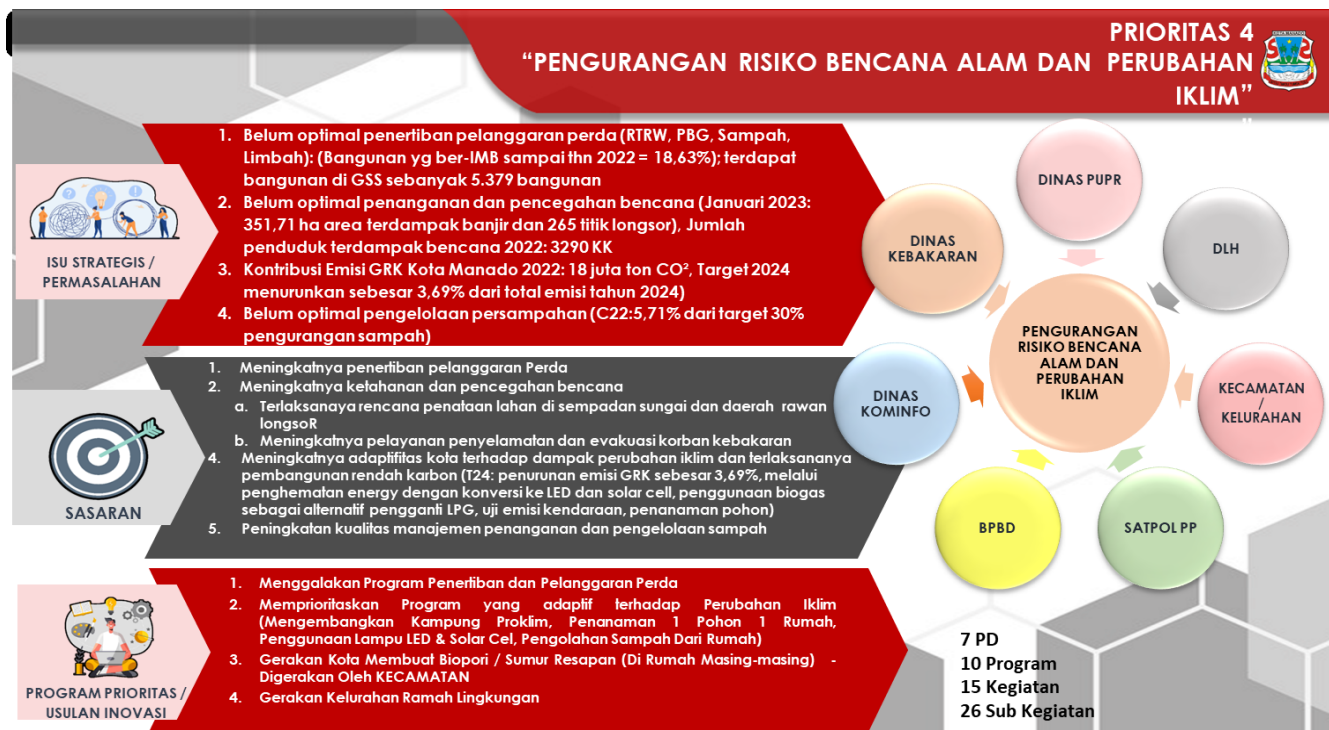 PRIORITAS 4
“PENGURANGAN RISIKO BENCANA ALAM DAN PERUBAHAN
IKLIM”
”
1. Belum optimal penertiban pelanggaran perda (RTRW, PBG, Sampah,
Limbah): (Bangunan yg ber-IMB sampai thn 2022 = 18,63%); terdapat
bangunan di GSS sebanyak 5.379 bangunan
2. Belum optimal penanganan dan pencegahan bencana (Januari 2023:
351,71 ha area terdampak banjir dan 265 titik longsor), Jumlah
penduduk terdampak bencana 2022: 3290 KK
3. Kontribusi Emisi GRK Kota Manado 2022: 18 juta ton CO², Target 2024
menurunkan sebesar 3,69% dari total emisi tahun 2024)
4. Belum optimal pengelolaan persampahan (C22:5,71% dari target 30%
pengurangan sampah)
ISU STRATEGIS /
PERMASALAHAN
1. Meningkatnya penertiban pelanggaran Perda
2. Meningkatnya ketahanan dan pencegahan bencana
a. Terlaksanaya rencana penataan lahan di sempadan sungai dan daerah rawan
longsoR
b. Meningkatnya pelayanan penyelamatan dan evakuasi korban kebakaran
4. Meningkatnya adaptifitas kota terhadap dampak perubahan iklim dan terlaksananya
pembangunan rendah karbon (T24: penurunan emisi GRK sebesar 3,69%, melalui
penghematan energy dengan konversi ke LED dan solar cell, penggunaan biogas
sebagai alternatif pengganti LPG, uji emisi kendaraan, penanaman pohon)
5. Peningkatan kualitas manajemen penanganan dan pengelolaan sampah
SASARAN
1. Menggalakan Program Penertiban dan Pelanggaran Perda
2. Memprioritaskan Program yang adaptif terhadap Perubahan Iklim
(Mengembangkan Kampung Proklim, Penanaman 1 Pohon 1 Rumah,
Penggunaan Lampu LED & Solar Cel, Pengolahan Sampah Dari Rumah)
3. Gerakan Kota Membuat Biopori / Sumur Resapan (Di Rumah Masing-masing) -
Digerakan Oleh KECAMATAN
4. Gerakan Kelurahan Ramah Lingkungan
PROGRAM PRIORITAS /
USULAN INOVASI
DINAS PUPR
DINAS
KEBAKARAN
DLH
PENGURANGAN
RISIKO BENCANA
ALAM DAN
PERUBAHAN
IKLIM
DINAS
KOMINFO
KECAMATAN
/
KELURAHAN
BPBD
SATPOL PP
7 PD
10 Program
15 Kegiatan
26 Sub Kegiatan